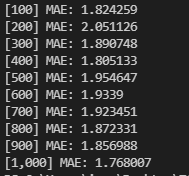 [100] MAE: 1.824259
[200] MAE: 2.051126
[300] MAE: 1.890748
[400] MAE: 1.805133
[500] MAE: 1.954647
[600] MAE: 1.9339
[700] MAE: 1.923451
[800] MAE: 1.872331
[900] MAE: 1.856988
[1,000] MAE: 1.768007